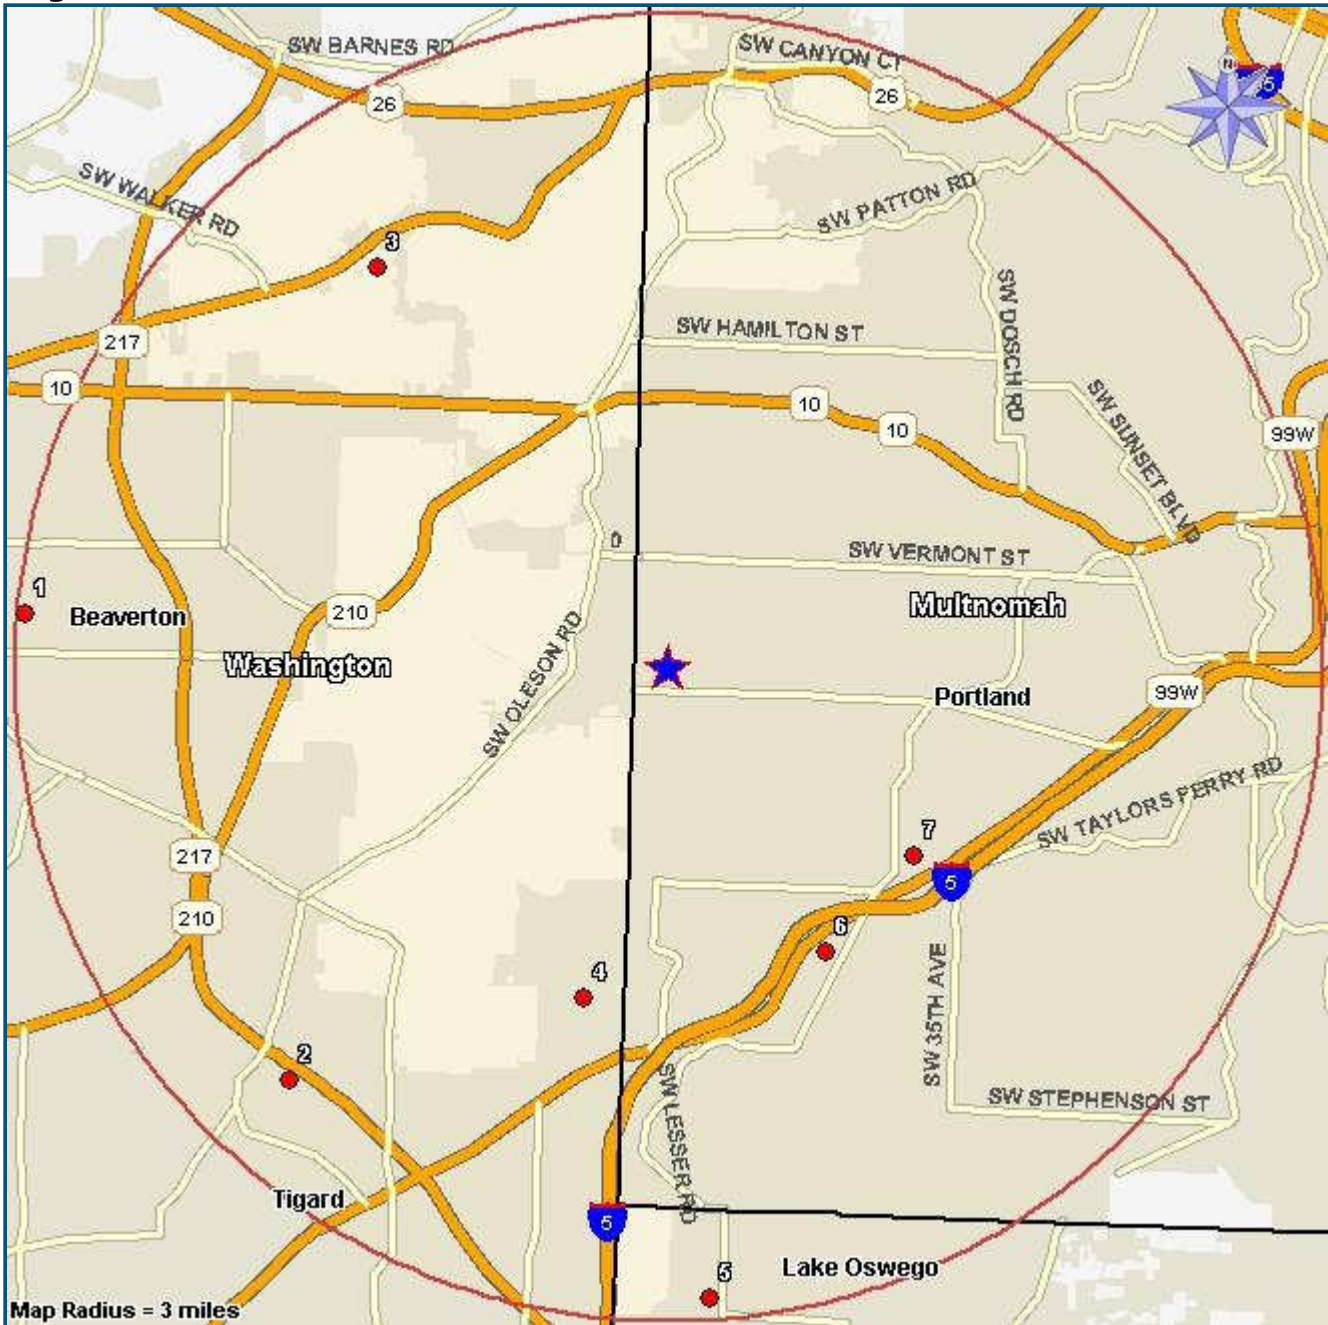 SW BARNES RD
SW CANYON CT
N
5
26
26
SW WALKER RD
SW PATTON RD
3
SW HAMILTON ST
SW DOSCH RD
217
10
10
10
SW SUNSET BLVD
99W
0
SW VERMONT ST
1
Beaverton
210
Multnomah
Washington
SW OLESON RD
Portland
99W
SW TAYLORS FERRY RD
7
217
5
210
6
4
SW 35TH AVE
2
SW LESSER RD
SW STEPHENSON ST
Tigard
5
Lake Oswego
5
Map Radius = 3 miles